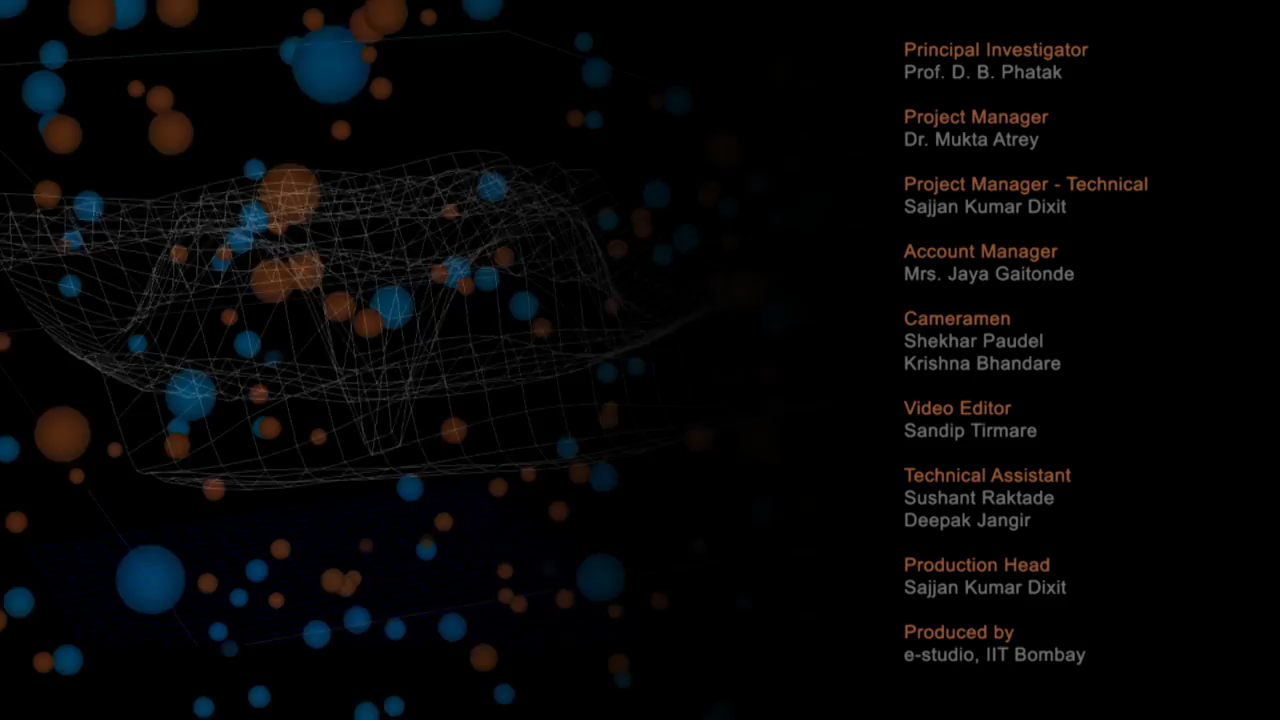 Principal Investigator
Prof. D. B. Phatak
Project Manager
Dr. Mukta Atrey
Project Manager - Technical
Sajjan Kumar Dixit
Account Manager
Mrs. Jaya Gaitonde
Cameramen
Shekhar Paudel
Krishna Bhandare
Video Editor
Sandip Tirmare
Technical Assistant
Sushant Raktade
Deepak Jangir
Production Head
Sajjan Kumar Dixit
Produced by
e-studio, IIT Bombay